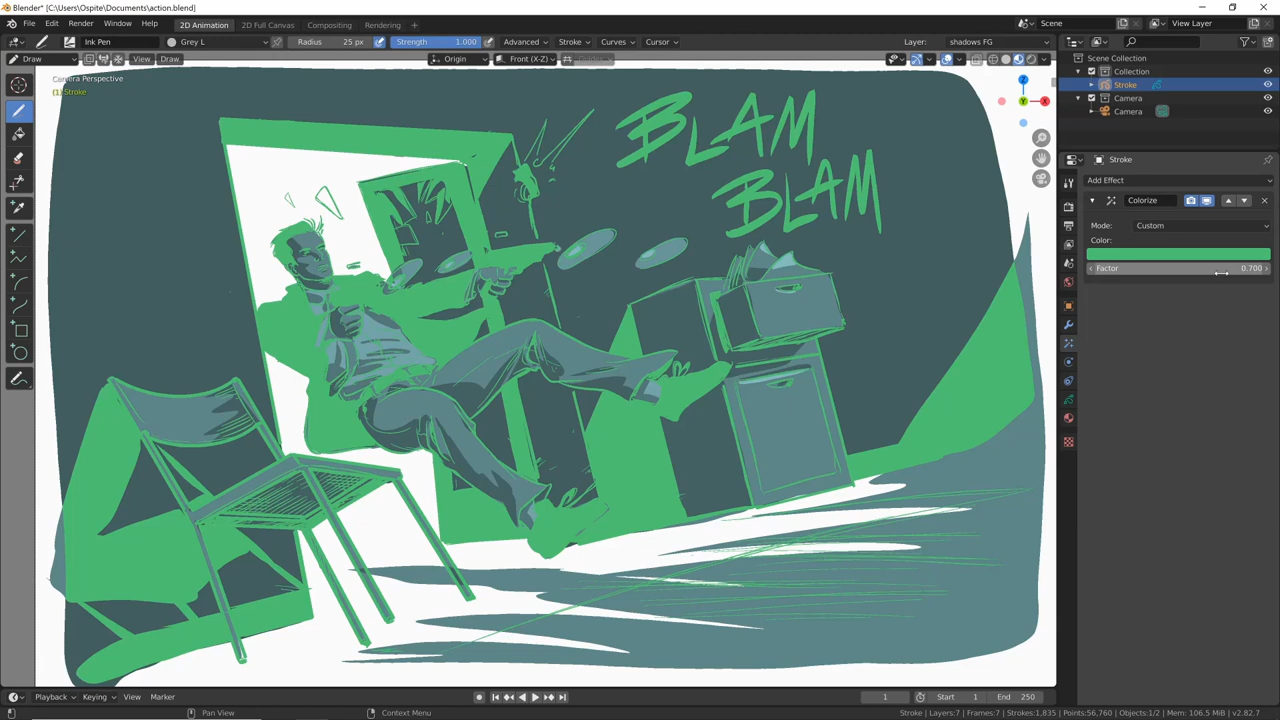 Blender* [C:\Users\Ospite\Documents\action.blend]
File Edit Render Window Help 2D Animation 2D Full Canvas Compositing Rendering Scene View Layer
Ink Pen Grey L Radius 25 px Strength 1.000 Advanced Stroke Curves Cursor Layer: shadows FG
Draw View Draw Origin Front (X-Z) Guides
Camera Perspective
(1) Stroke
BLAM
BLAM
Scene Collection
Collection
Stroke
Camera
Camera
Stroke
Add Effect
Colorize
Mode: Custom
Color:
Factor 0.700
Playback Keying View Marker 1 Start 1 End 250
Pan View Context Menu Stroke | Layers:7 | Frames:7 | Strokes:1,835 | Points:56,760 | Objects:1/2 | Mem: 106.5 MiB | v2.82.7